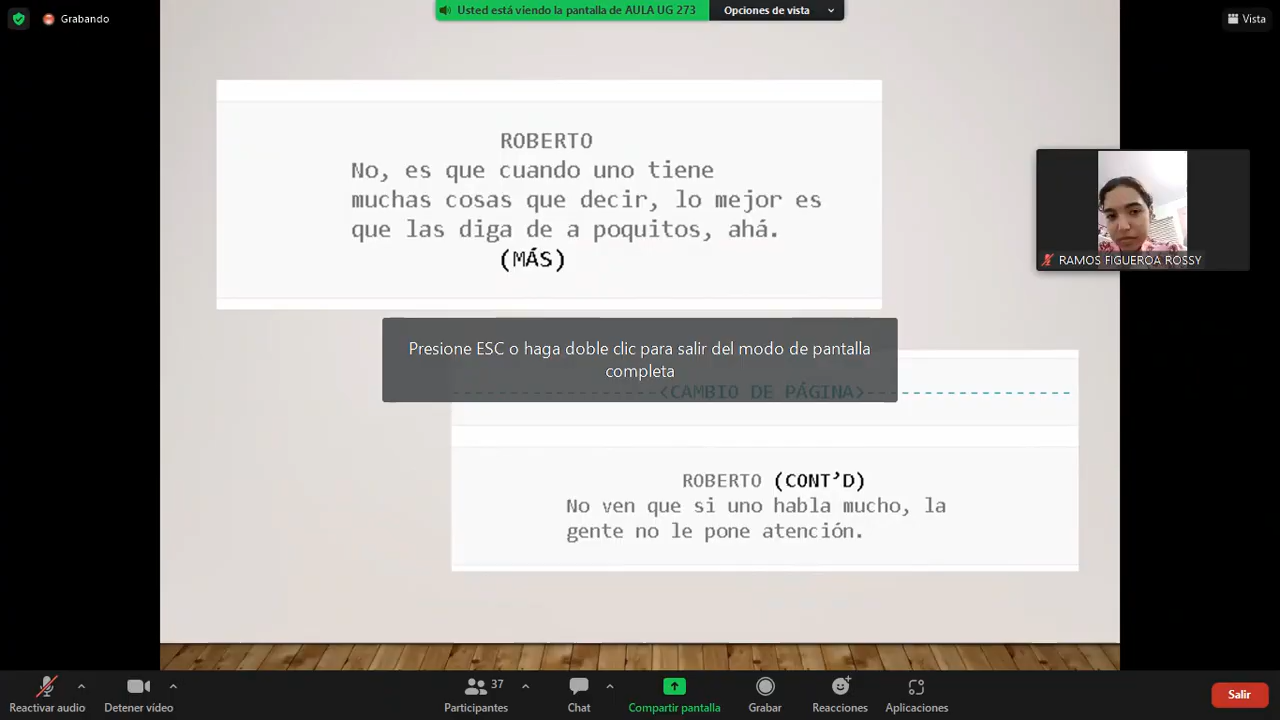 Grabando
Usted está viendo la pantalla de AULA UG 273
Opciones de vista
Vista
ROBERTO
No, es que cuando uno tiene
muchas cosas que decir, lo mejor es
que las diga de a poquitos, ahá.
(MÁS)
RAMOS FIGUEROA ROSSY
Presione ESC o haga doble clic para salir del modo de pantalla
completa
<CAMBIO DE PÁGINA>
ROBERTO (CONT’D)
No ven que si uno habla mucho, la
gente no le pone atención.
Reactivar audio
Detener vídeo
37
Participantes
Chat
Compartir pantalla
Grabar
Reacciones
Aplicaciones
Salir